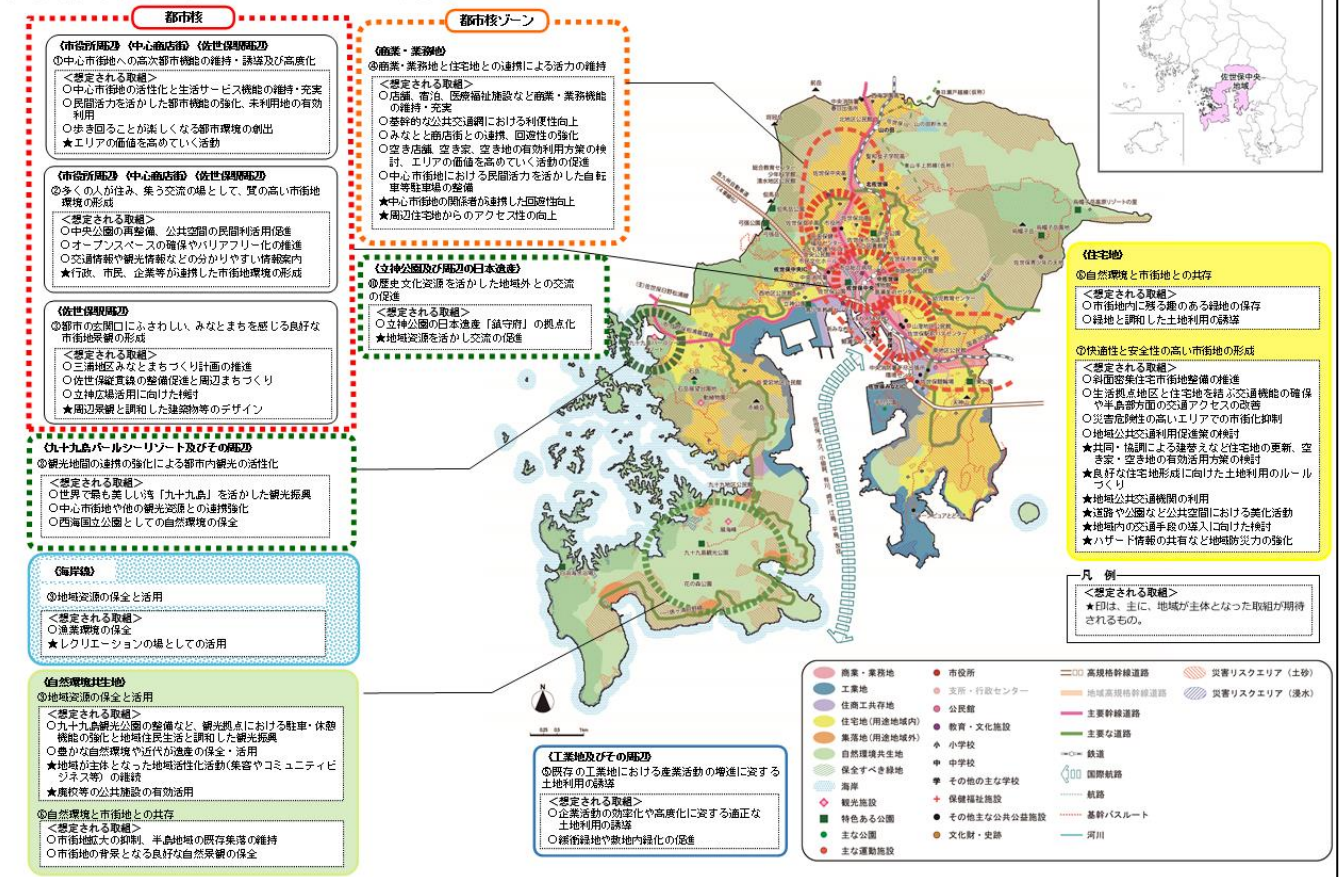 都市核
《市役所周辺》《中心商店街》《佐世保駅周辺》
①中心市街地への高次都市機能の維持・誘導及び高度化
<想定される取組>
○中心市街地の活性化と生活サービス機能の維持・充実
○民間活力を活かした都市機能の強化、未利用地の有効
利用
○歩き回ることが楽しくなる都市環境の創出
★エリアの価値を高めていく活動
《市役所周辺》《中心商店街》《佐世保駅周辺》
②多くの人が住み、集う交流の場として、質の高い市街地
環境の形成
<想定される取組>
○中央公園の再整備、公共空間の民間利活用促進
○オープンスペースの確保やバリアフリー化の推進
○交通情報や観光情報などの分かりやすい情報案内
★行政、市民、企業等が連携した市街地環境の形成
《佐世保駅周辺》
③都市の玄関口にふさわしい、みなとまちを感じる良好な
市街地景観の形成
<想定される取組>
○三浦地区みなとまちづくり計画の推進
○佐世保縦貫線の整備促進と周辺まちづくり
○立神広場活用に向けた検討
★周辺景観と調和した建築物等のデザイン
《九十九島パールシーリゾート及びその周辺》
⑧観光地間の連携の強化による都市内観光の活性化
<想定される取組>
○世界で最も美しい湾「九十九島」を活かした観光振興
○中心市街地や他の観光資源との連携強化
○西海国立公園としての自然環境の保全
《海岸線》
⑨地域資源の保全と活用
<想定される取組>
○漁業環境の保全
★レクリエーションの場としての活用
《自然環境共生地》
⑨地域資源の保全と活用
<想定される取組>
○九十九島観光公園の整備など、観光拠点における駐車・休憩
機能の強化と地域住民生活と調和した観光振興
○豊かな自然環境や近代が遺産の保全・活用
★地域が主体となった地域活性化活動(集客やコミュニティビ
ジネス等)の継続
★廃校等の公共施設の有効活用
⑥自然環境と市街地との共存
<想定される取組>
○市街地拡大の抑制、半島地域の既存集落の維持
○市街地の背景となる良好な自然景観の保全
都市核ゾーン
《商業・業務地》
④商業・業務地と住宅地との連携による活力の維持
<想定される取組>
○店舗、宿泊、医療福祉施設など商業・業務機能
の維持・充実
○基幹的な公共交通網における利便性向上
○みなとと商店街との連携、回遊性の強化
○空き店舗、空き家、空き地の有効利用方策の検
討、エリアの価値を高めていく活動の促進
○中心市街地における民間活力を活かした自転
車等駐車場の整備
★中心市街地の関係者が連携した回遊性向上
★周辺住宅地からのアクセス性の向上
《立神公園及び周辺の日本遺産》
⑩歴史文化資源を活かした地域外との交流
の促進
<想定される取組>
○立神公園の日本遺産「鎮守府」の拠点化
★地域資源を活かし交流の促進
《工業地及びその周辺》
⑤既存の工業地における産業活動の増進に資する
土地利用の誘導
<想定される取組>
○企業活動の効率化や高度化に資する適正な
土地利用の誘導
○緩衝緑地や敷地内緑化の促進
佐世保中央
地域
《住宅地》
⑥自然環境と市街地との共存
<想定される取組>
○市街地内に残る趣のある緑地の保存
○緑地と調和した土地利用の誘導
⑦快適性と安全性の高い市街地の形成
<想定される取組>
○斜面密集住宅市街地整備の推進
○生活拠点地区と住宅地を結ぶ交通機能の確保
や半島部方面の交通アクセスの改善
○災害危険性の高いエリアでの市街化抑制
○地域公共交通利用促進策の検討
★共同・協調による建替えなど住宅地の更新、空
き家・空き地の有効活用方策の検討
★良好な住宅地形成に向けた土地利用のルール
づくり
★地域公共交通機関の利用
★道路や公園など公共空間における美化活動
★地域内の交通手段の導入に向けた検討
★ハザード情報の共有など地域防災力の強化
凡 例
<想定される取組>
★印は、主に、地域が主体となった取組が期待
されるもの。
九十九島観光公園
花の森公園
N
商業・業務地
工業地
住商工共存地
住宅地(用途地域内)
集落地(用途地域外)
自然環境共生地
保全すべき緑地
海岸
観光施設
特色ある公園
主な公園
主な運動施設
市役所
支所・行政センター
公民館
教育・文化施設
小学校
中学校
その他の主な学校
保健福祉施設
その他主な公共公益施設
文化財・史跡
高規格幹線道路
地域高規格幹線道路
主要幹線道路
主要な道路
鉄道
国際航路
航路
基幹バスルート
河川
災害リスクエリア(土砂)
災害リスクエリア(浸水)